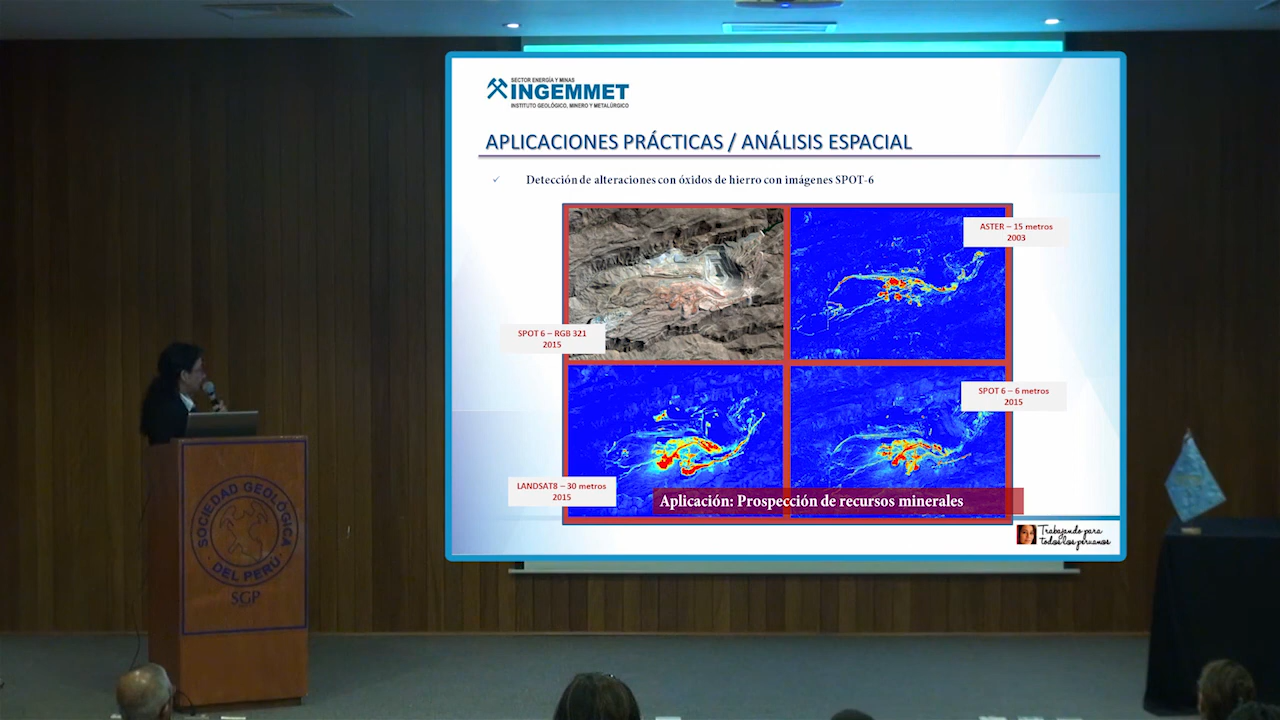 SECTOR ENERGÍA Y MINAS
INGEMMET
INSTITUTO GEOLÓGICO, MINERO Y METALÚRGICO
APLICACIONES PRÁCTICAS / ANÁLISIS ESPACIAL
✓ Detección de alteraciones con óxidos de hierro con imágenes SPOT-6
ASTER – 15 metros
2003
SPOT 6 – RGB 321
2015
SPOT 6 – 6 metros
2015
LANDSAT8 – 30 metros
2015
Aplicación: Prospección de recursos minerales
Trabajando para
todos los peruanos
SOCIEDAD GEOLÓGICA
DEL PERÚ
SGP